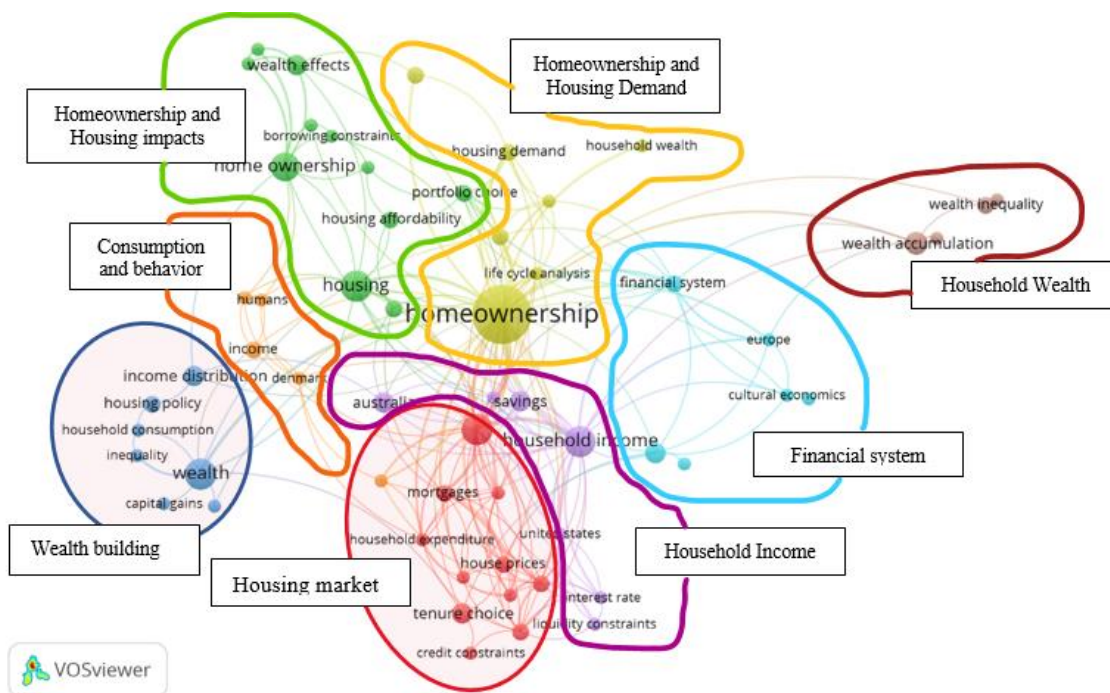 wealth effects
Homeownership and
Housing Demand
Homeownership and
Housing impacts
borrowing constraints
home ownership
housing demand
household wealth
portfolio choice
housing affordability
wealth inequality
wealth accumulation
Household Wealth
Consumption
and behavior
life cycle analysis
financial system
housing
humans
homeownership
europe
income
income distribution
denmark
cultural economics
housing policy
australia
savings
household consumption
household income
inequality
wealth
Financial system
mortgages
capital gains
household expenditure
united states
Wealth building
house prices
Household Income
Housing market
interest rate
tenure choice
liquidity constraints
credit constraints
VOSviewer